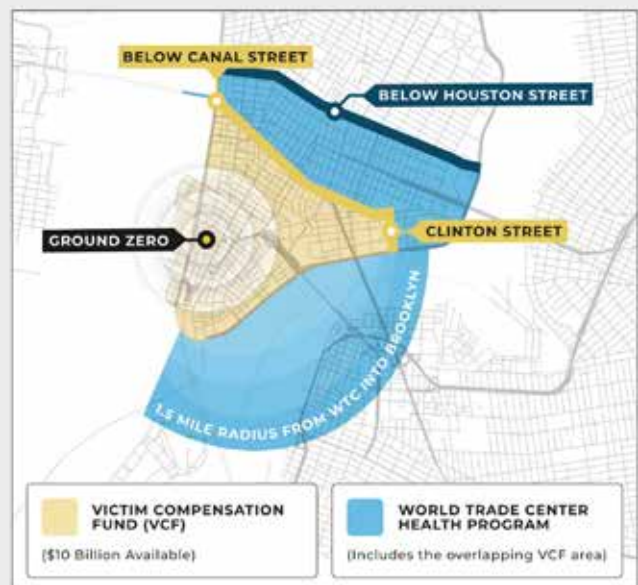 BELOW CANAL STREET
BELOW HOUSTON STREET
GROUND ZERO
CLINTON STREET
1.5 MILE RADIUS FROM WTC INTO BROOKLYN
VICTIM COMPENSATION
FUND (VCF)
($10 Billion Available)
WORLD TRADE CENTER
HEALTH PROGRAM
(Includes the overlapping VCF area)